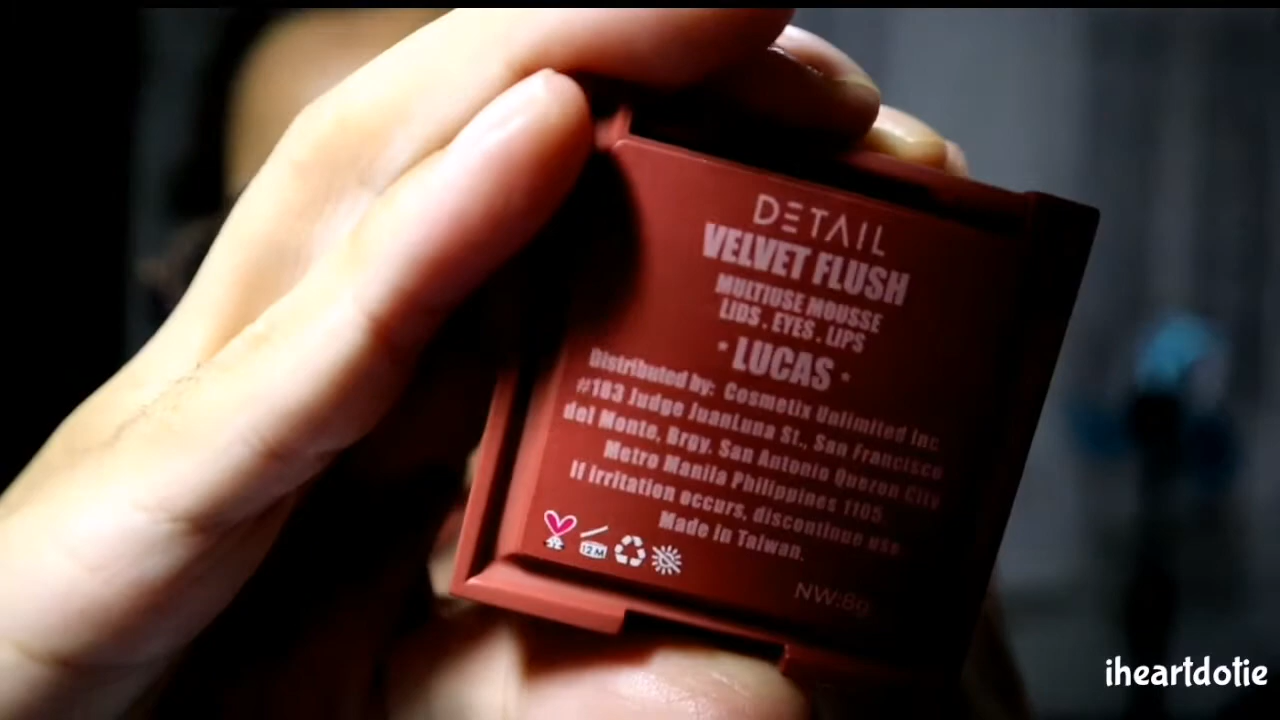 DETAIL
VELVET FLUSH
MULTIUSE MOUSSE
LIDS . EYES . LIPS
· LUCAS ·
Distributed by: Cosmetix Unlimited Inc.
#183 Judge JuanLuna St., San Francisco
del Monte, Brgy. San Antonio Quezon City
Metro Manila Philippines 1105.
If irritation occurs, discontinue use.
Made in Taiwan.
12M
NW:8g
iheartdotie